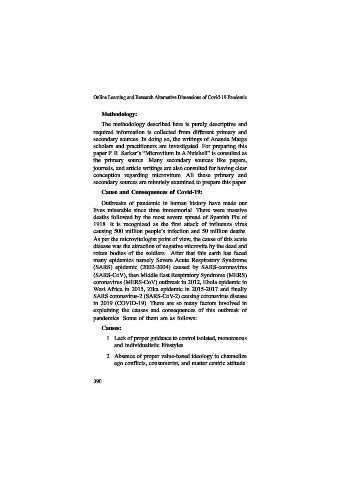 Online Learning and Research Alternative Dimensions of Covid-19 Pandemic
Methodology:
The methodology described here is purely descriptive and
required information is collected from different primary and
secondary sources. In doing so, the writings of Ananda Marga
scholars and practitioners are investigated. For preparing this
paper P. R. Sarkar's "Microvitum In A Nutshell" is consulted as
the primary source. Many secondary sources like papers,
journals, and article writings are also consulted for having clear
conception regarding microvitum. All these primary and
secondary sources are minutely examined to prepare this paper.
Cause and Consequences of Covid-19:
Outbreaks of pandemic in human history have made our
lives miserable since time immemorial. There were massive
deaths followed by the most severe spread of Spanish Flu of
1918. It is recognized as the first attack of influenza virus
causing 500 million people's infection and 50 million deaths.
As per the microvitologist point of view, the cause of this acute
disease was the attraction of negative microvita by the dead and
rotten bodies of the soldiers. After that this earth has faced
many epidemics namely Severe Acute Respiratory Syndrome
(SARS) epidemic (2002-2004) caused by SARS-coronavirus
(SARS-CoV), then Middle East Respiratory Syndrome (MERS)
coronavirus (MERS-CoV) outbreak in 2012, Ebola epidemic in
West Africa in 2015, Zika epidemic in 2015-2017 and finally
SARS coronavirus-2 (SARS-CoV-2) causing coronavirus disease
in 2019 (COVID-19). There are so many factors involved in
explaining the causes and consequences of this outbreak of
pandemics. Some of them are as follows:
Causes:
1. Lack of proper guidance to control isolated, monotonous
and individualistic lifestyles.
2. Absence of proper value-based ideology to channelize
ego conflicts, consumerist, and matter centric attitude.
390